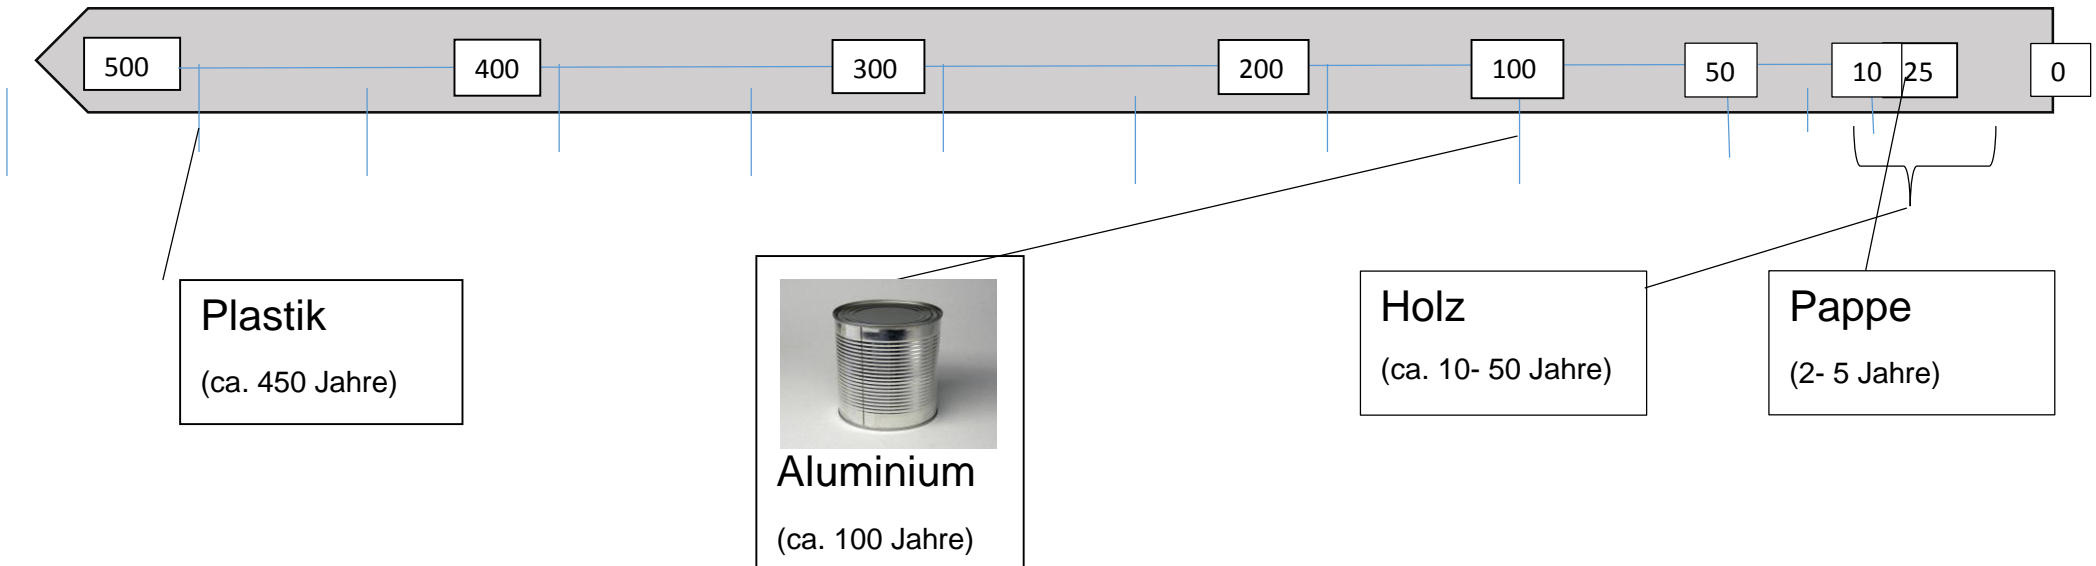 500 400 300 200 100 50 10 25 0
Plastik
(ca. 450 Jahre)
Aluminium
(ca. 100 Jahre)
Holz
(ca. 10- 50 Jahre)
Pappe
(2- 5 Jahre)